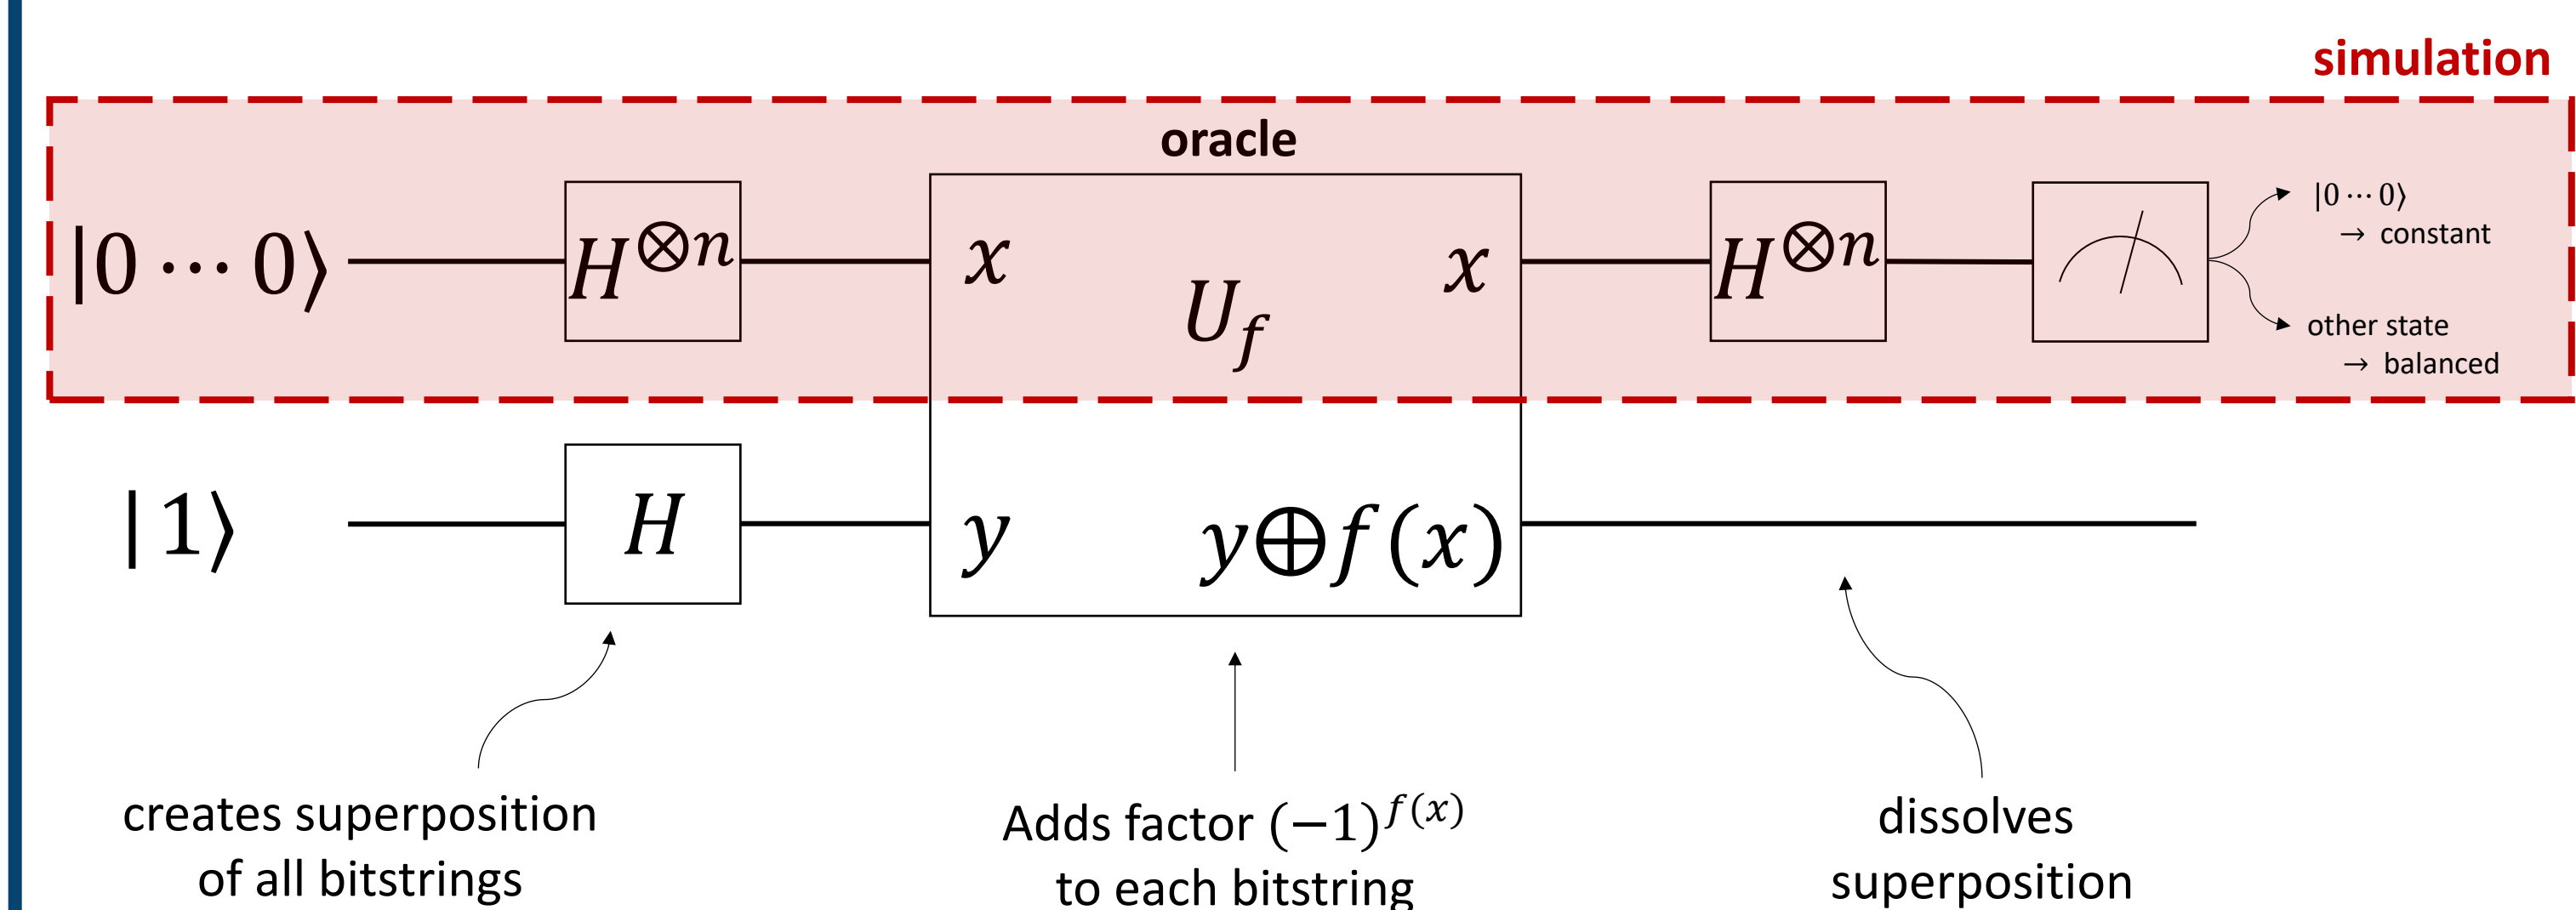 simulation
oracle
|0 ⋯ 0⟩
H^{⊗n}
x
U_f
x
H^{⊗n}
|0 ⋯ 0⟩
→ constant
other state
→ balanced
|1⟩
H
y
y⊕f(x)
creates superposition
of all bitstrings
Adds factor (−1)^{f(x)}
to each bitstring
dissolves
superposition